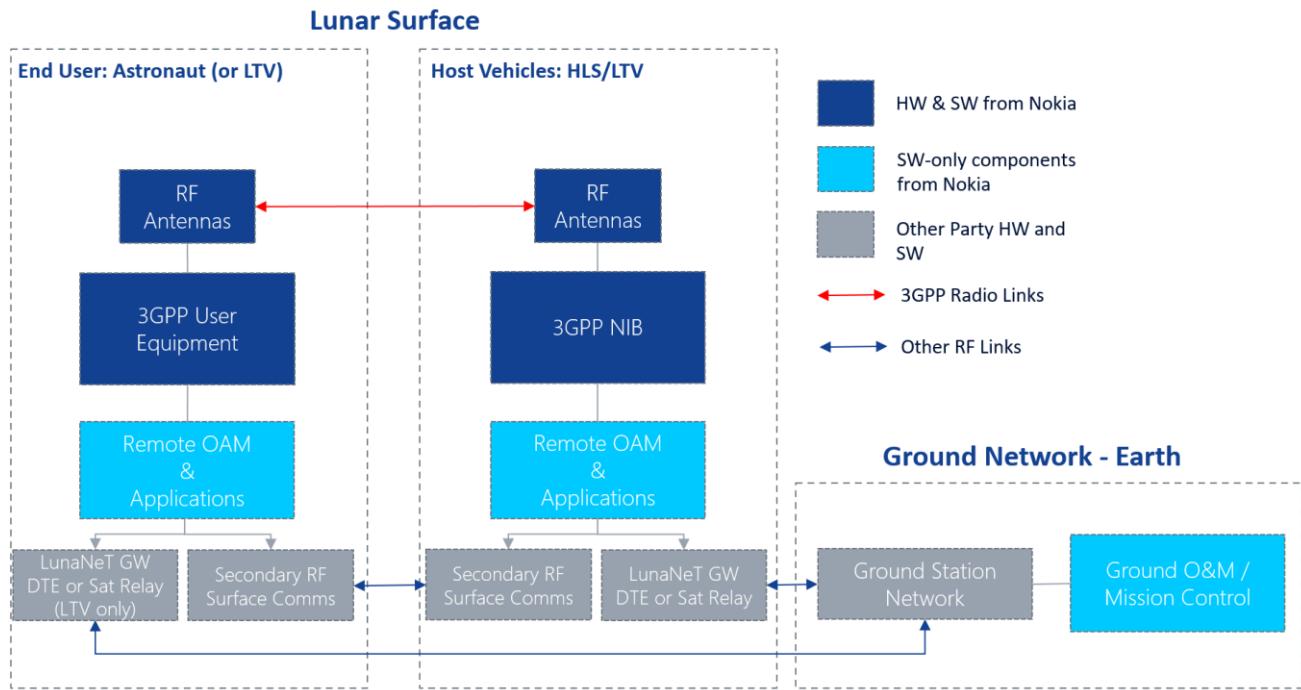 Lunar Surface
End User: Astronaut (or LTV)
RF
Antennas
3GPP User
Equipment
Remote OAM
&
Applications
LunaNeT GW
DTE or Sat Relay
(LTV only)
Secondary RF
Surface Comms
Host Vehicles: HLS/LTV
RF
Antennas
3GPP NIB
Remote OAM
&
Applications
Secondary RF
Surface Comms
LunaNeT GW
DTE or Sat Relay
HW & SW from Nokia
SW-only components
from Nokia
Other Party HW and
SW
3GPP Radio Links
Other RF Links
Ground Network - Earth
Ground Station
Network
Ground O&M /
Mission Control